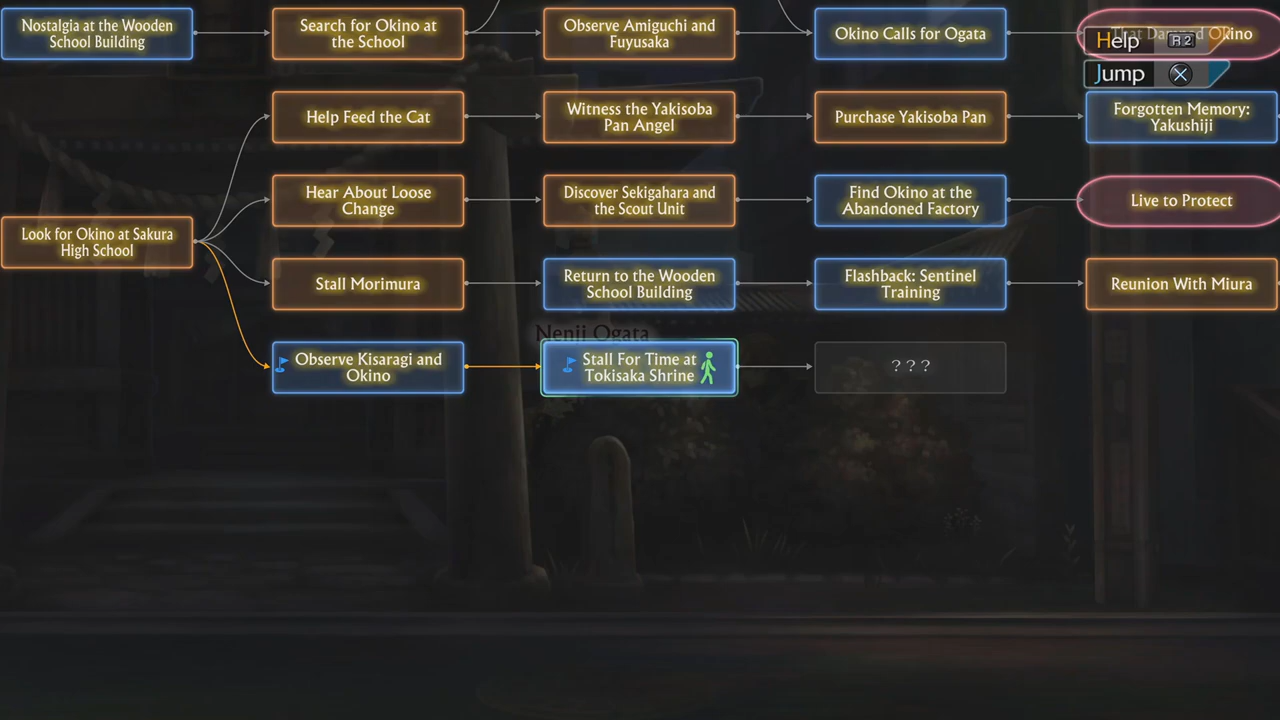 Nostalgia at the Wooden
School Building
Search for Okino at
the School
Observe Amiguchi and
Fuyusaka
Okino Calls for Ogata
That Damned Okino
Help R2
Jump
Help Feed the Cat
Witness the Yakisoba
Pan Angel
Purchase Yakisoba Pan
Forgotten Memory:
Yakushiji
Hear About Loose
Change
Discover Sekigahara and
the Scout Unit
Find Okino at the
Abandoned Factory
Live to Protect
Look for Okino at Sakura
High School
Stall Morimura
Return to the Wooden
School Building
Flashback: Sentinel
Training
Reunion With Miura
Nenji Ogata
Observe Kisaragi and
Okino
Stall For Time at
Tokisaka Shrine
???